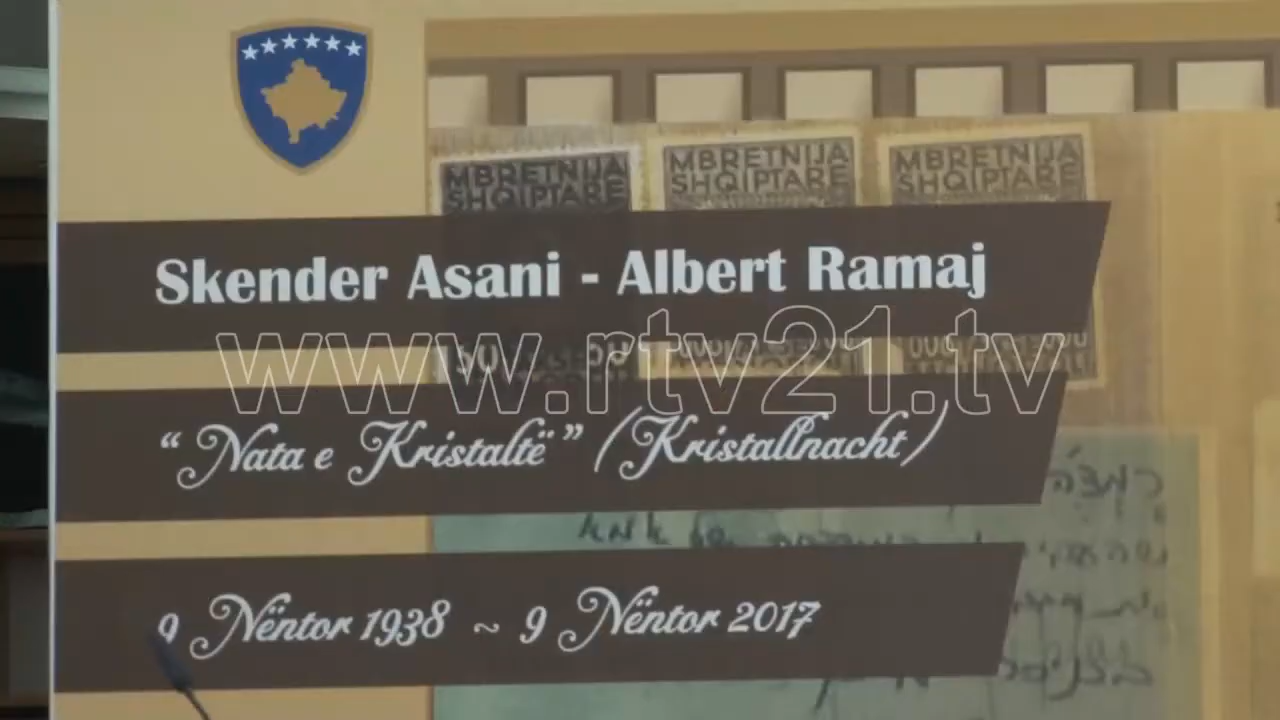 MBRETNIJA MBRETNIJA MBRETNIJA
SHQIPTARE SHQIPTARE SHQIPTARE
Skender Asani - Albert Ramaj
www.rtv21.tv
“Nata e Kristaltë” (Kristallnacht)
9 Nëntor 1938 ~ 9 Nëntor 2017